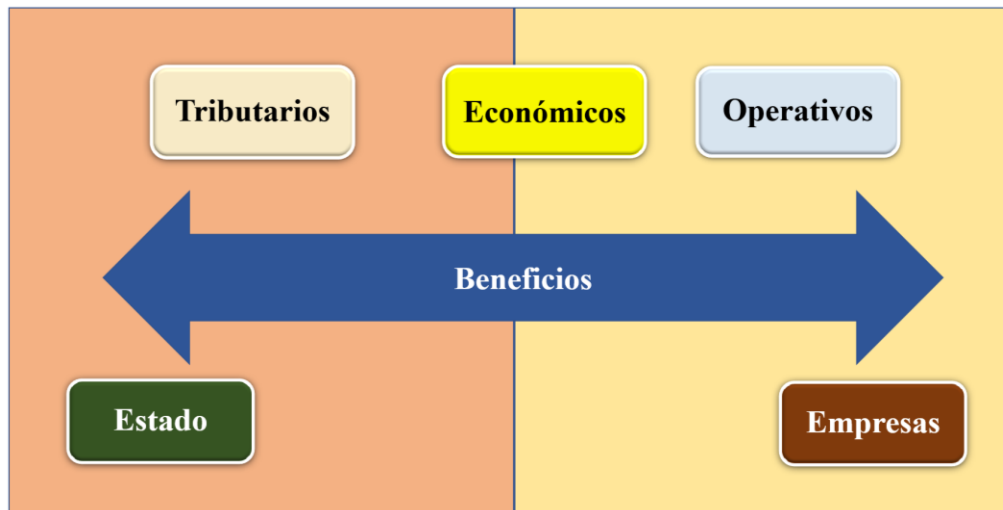 Tributarios
Económicos
Operativos
Beneficios
Estado
Empresas